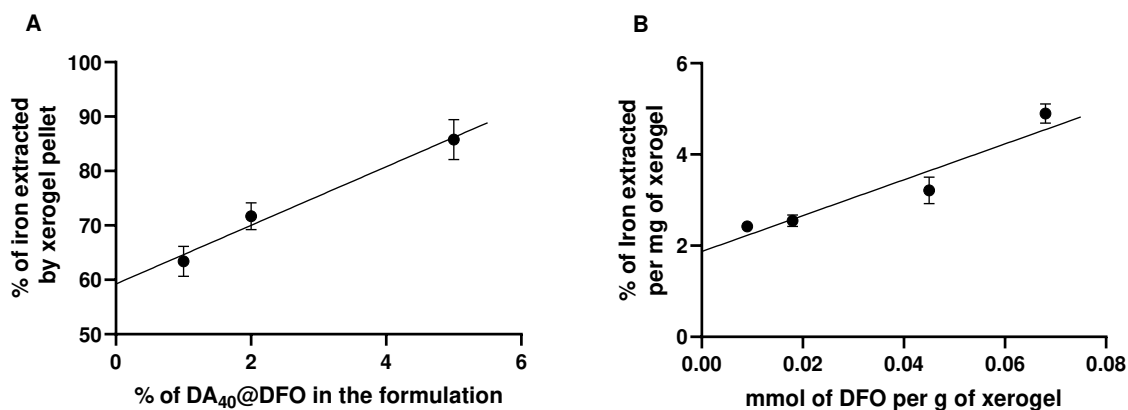 A
% of iron extracted
by xerogel pellet
100
90
80
70
60
50
0
2
4
6
% of DA₄₀@DFO in the formulation
B
% of Iron extracted
per mg of xerogel
6
4
2
0
0.00
0.02
0.04
0.06
0.08
mmol of DFO per g of xerogel